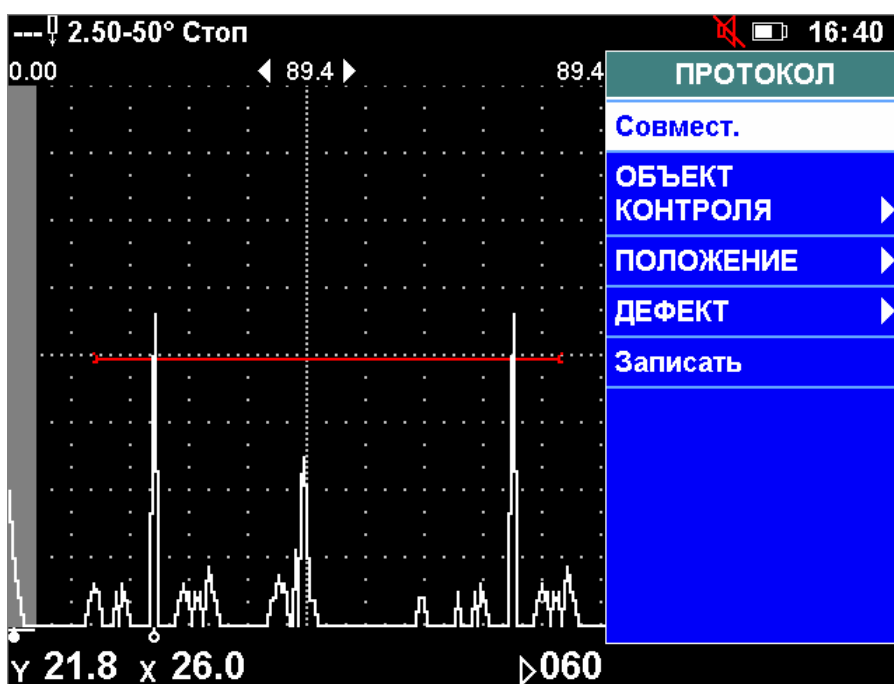 --- 2.50-50° Стоп 16:40
0.00 89.4 89.4
ПРОТОКОЛ
Совмест.
ОБЪЕКТ
КОНТРОЛЯ
ПОЛОЖЕНИЕ
ДЕФЕКТ
Записать
Y 21.8 X 26.0 060